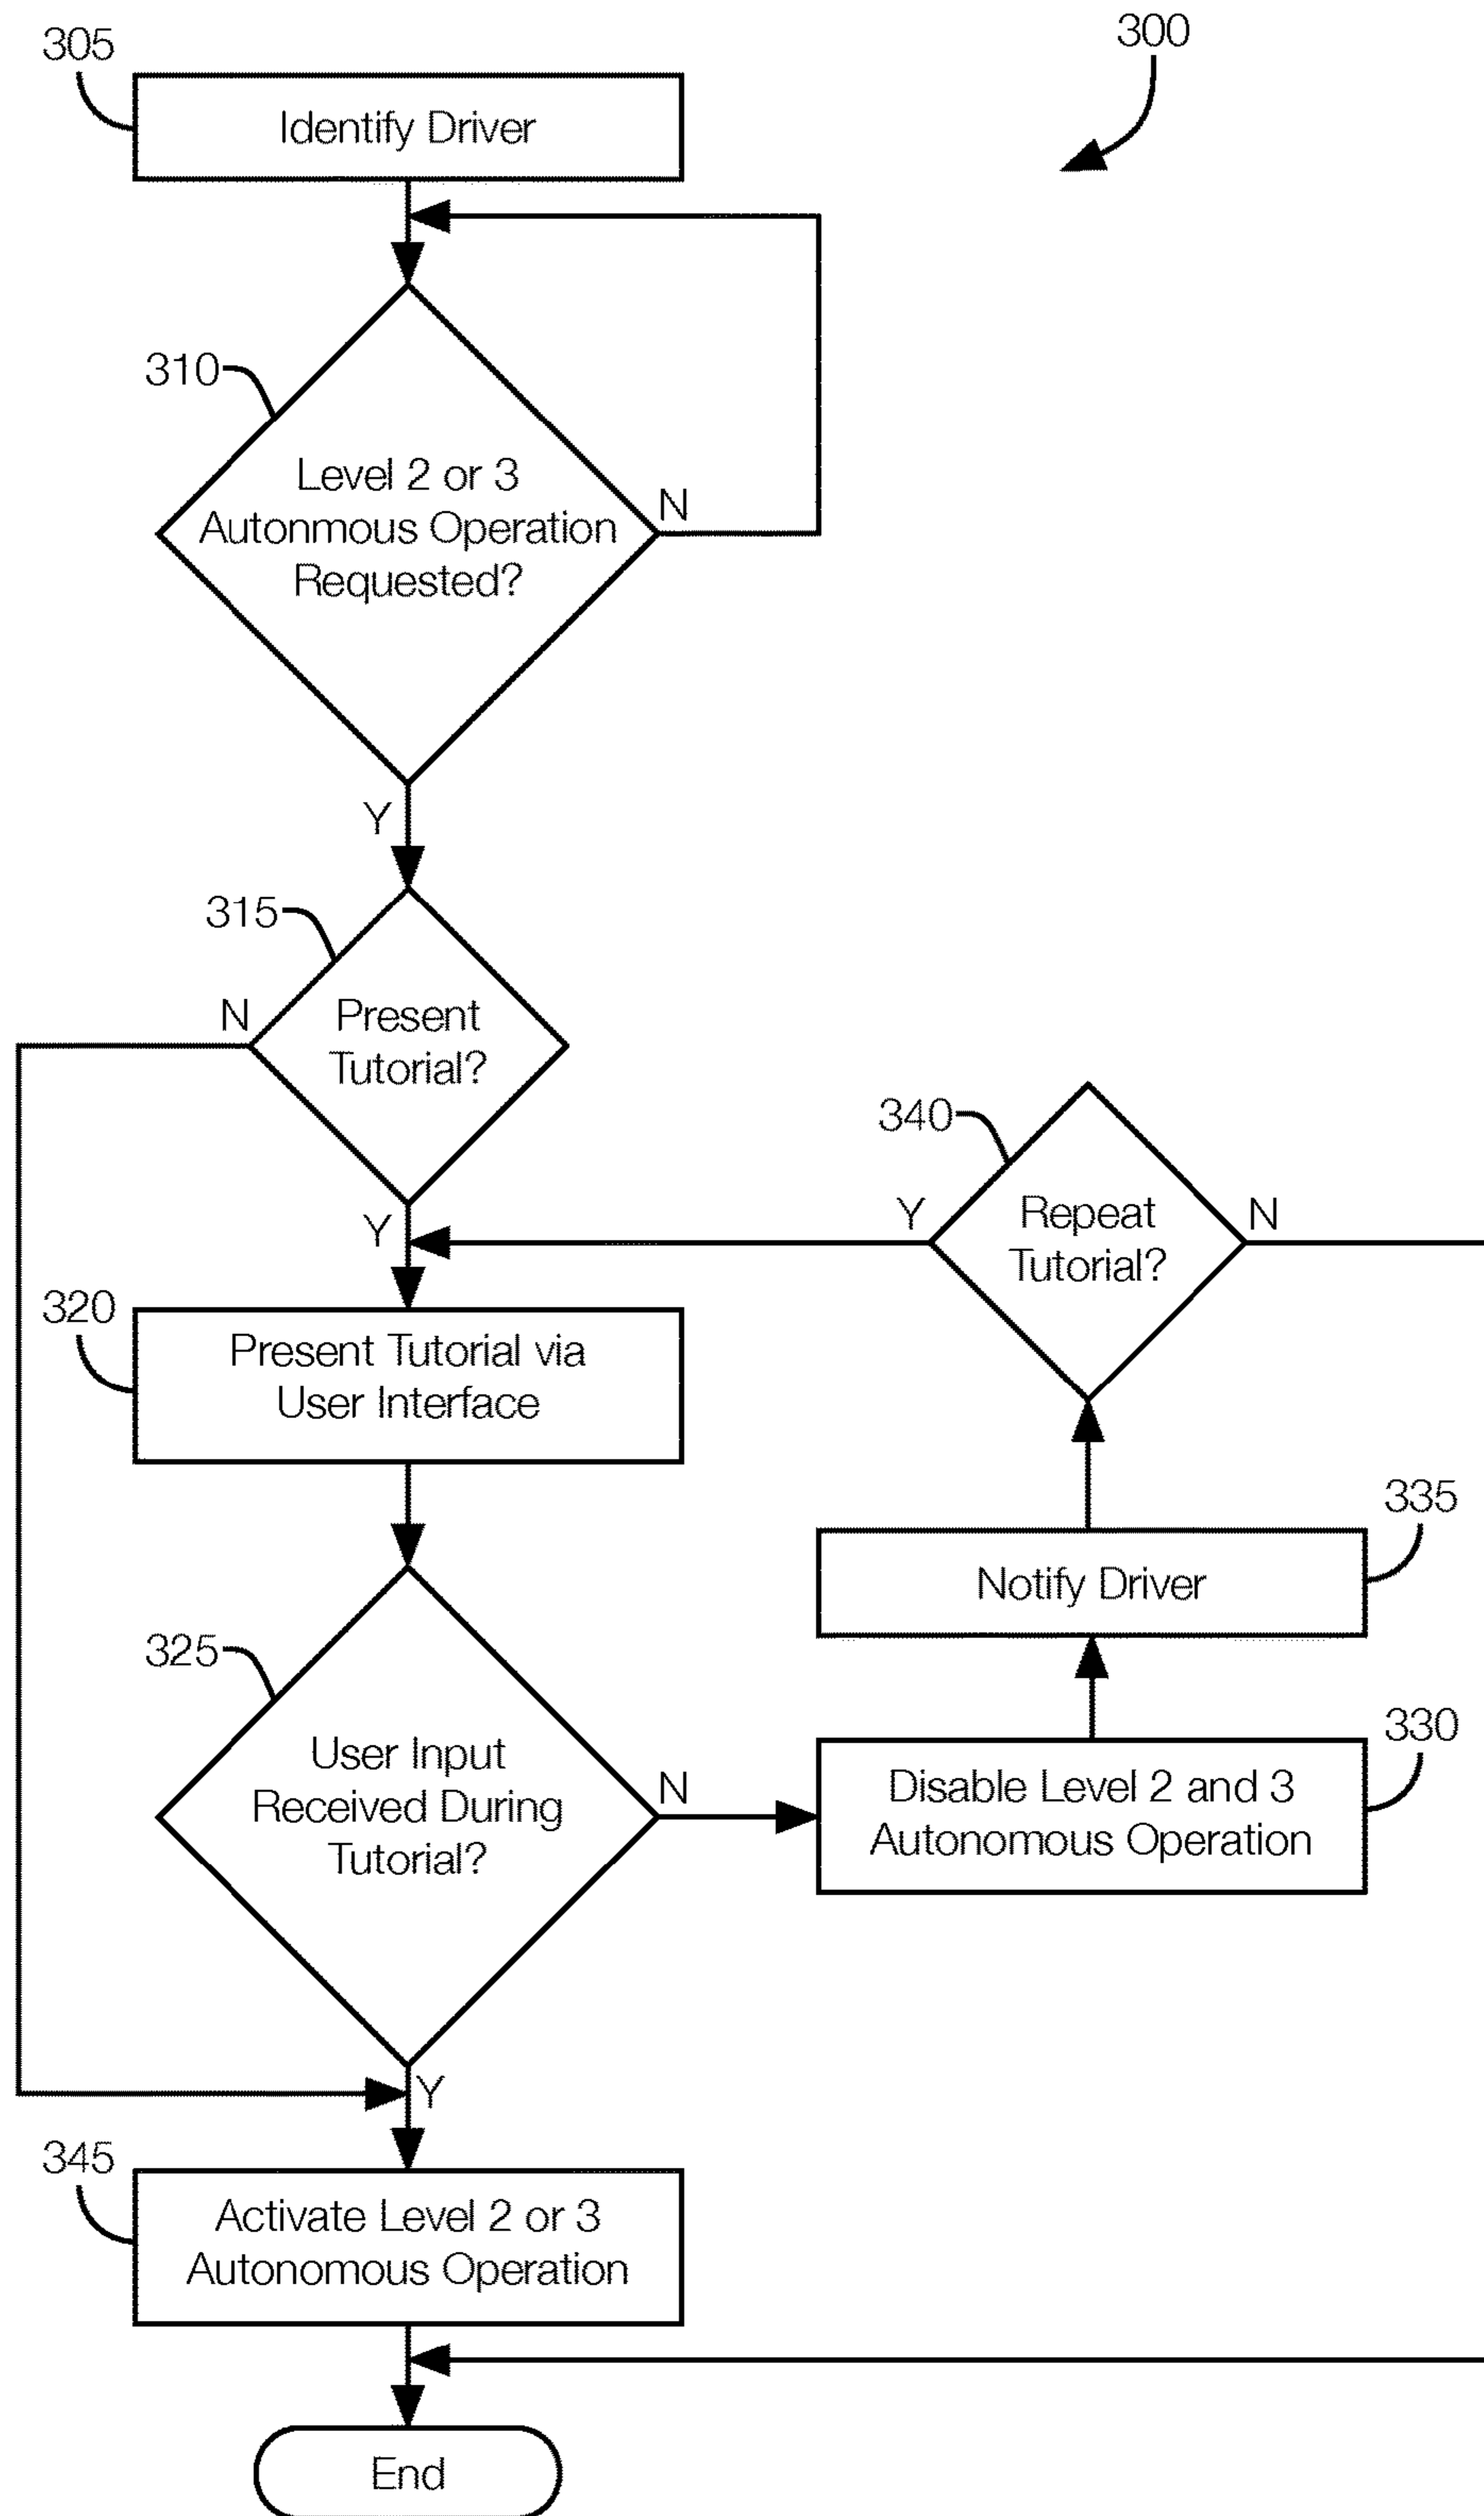 305
300
Identify Driver
310
Level 2 or 3
Autonmous Operation
Requested?
N
Y
315
N
Present
Tutorial?
340
Y
Repeat
Tutorial?
N
Y
320
Present Tutorial via
User Interface
335
Notify Driver
325
User Input
Received During
Tutorial?
N
330
Disable Level 2 and 3
Autonomous Operation
Y
345
Activate Level 2 or 3
Autonomous Operation
End